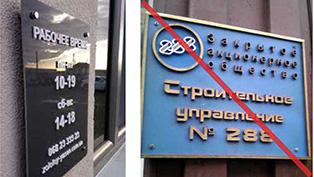 РАБОЧЕЕ ВРЕМЯ
пн-пт
10-19
сб-вс
14-18
Закрытое
акционерное
общество
Строительное
управление
№ 288